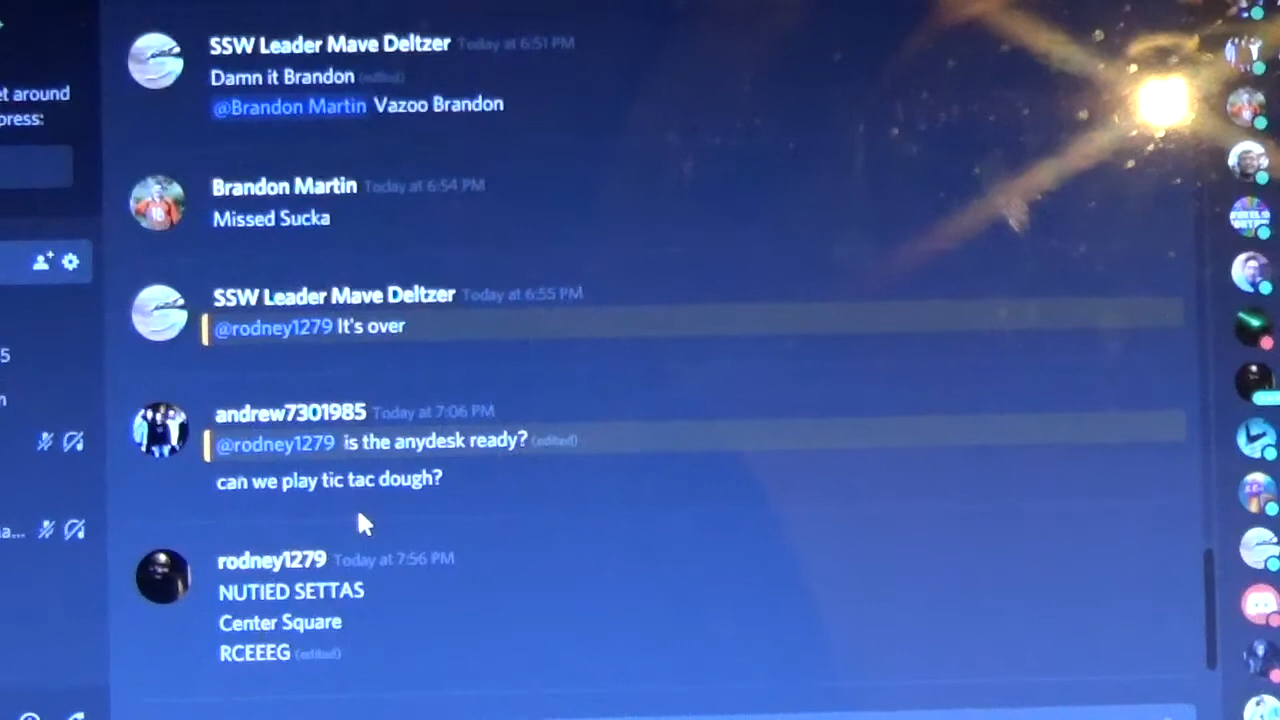 SSW Leader Mave Deltzer Today at 6:51 PM
Damn it Brandon (edited)
@Brandon Martin Vazoo Brandon
et around
press:
Brandon Martin Today at 6:54 PM
Missed Sucka
SSW Leader Mave Deltzer Today at 6:55 PM
@rodney1279 It's over
5
andrew7301985 Today at 7:06 PM
@rodney1279 is the anydesk ready? (edited)
can we play tic tac dough?
a...
rodney1279 Today at 7:56 PM
NUTIED SETTAS
Center Square
RCEEEG (edited)